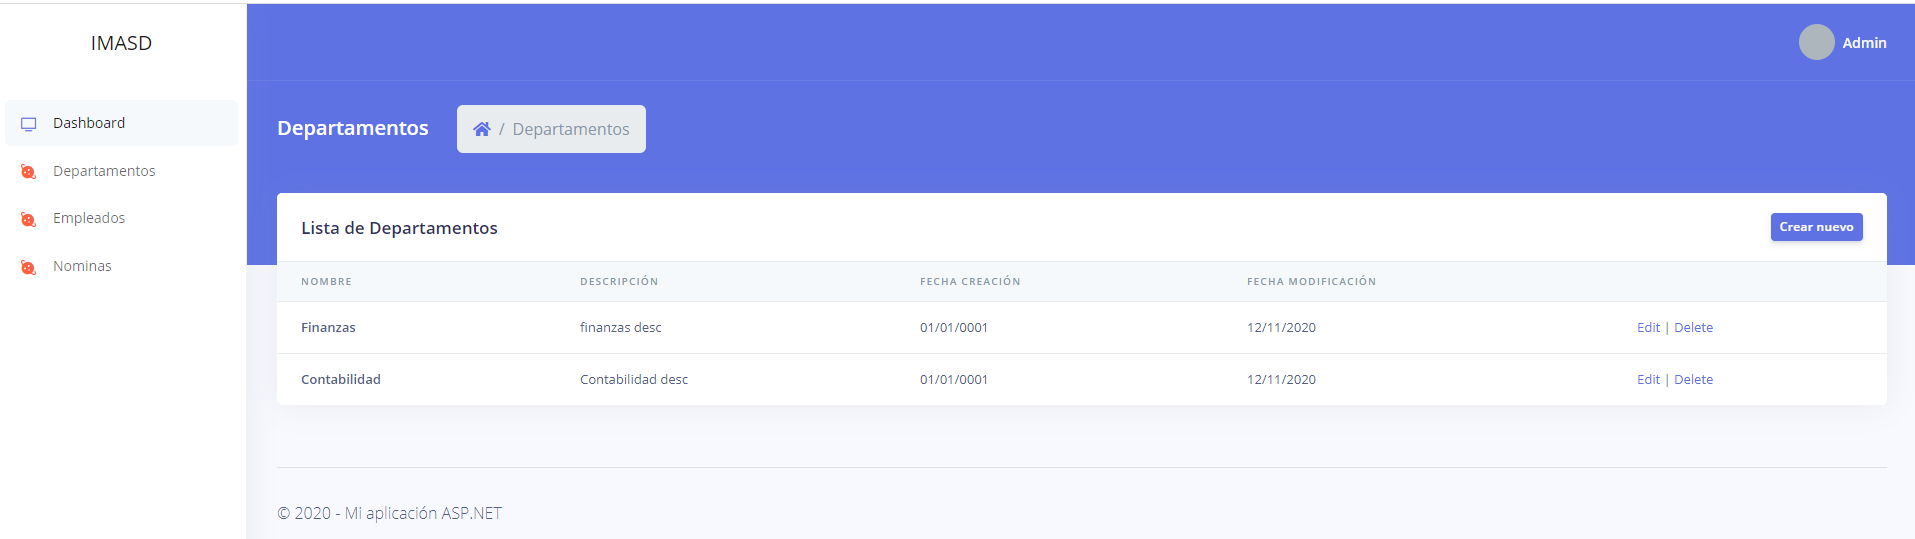 IMASD
Admin
Dashboard
Departamentos
Empleados
Nominas
Departamentos
/ Departamentos
Lista de Departamentos
Crear nuevo
NOMBRE DESCRIPCIÓN FECHA CREACIÓN FECHA MODIFICACIÓN
Finanzas finanzas desc 01/01/0001 12/11/2020 Edit | Delete
Contabilidad Contabilidad desc 01/01/0001 12/11/2020 Edit | Delete
© 2020 - Mi aplicación ASP.NET